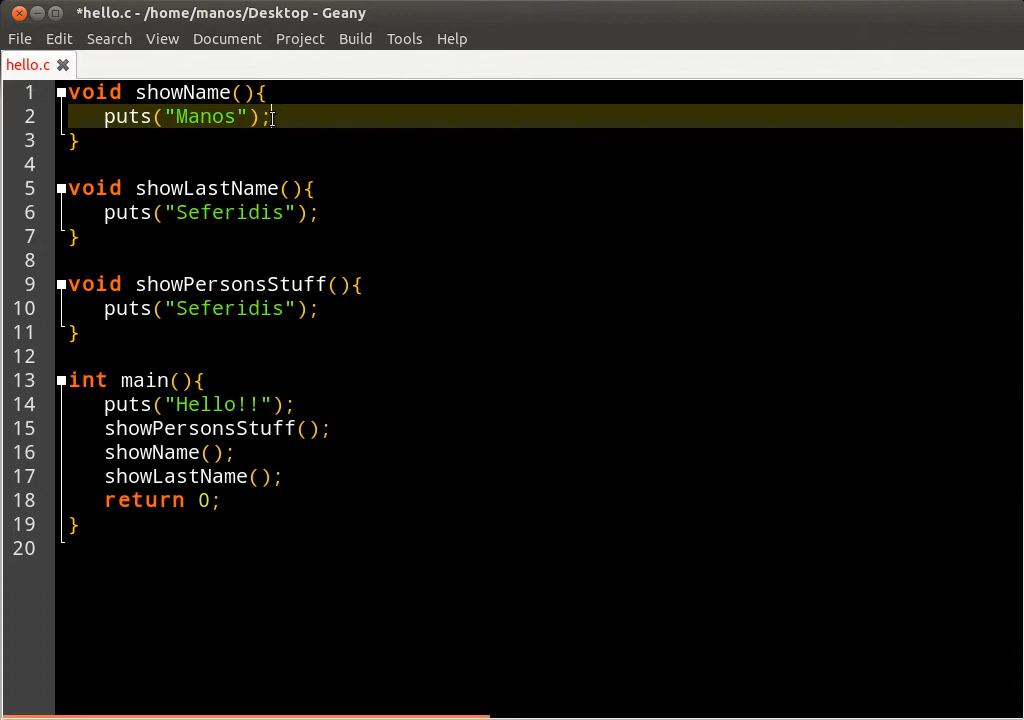 *hello.c - /home/manos/Desktop - Geany
File Edit Search View Document Project Build Tools Help
hello.c
1 void showName(){
2 puts("Manos");
3 }
4
5 void showLastName(){
6 puts("Seferidis");
7 }
8
9 void showPersonsStuff(){
10 puts("Seferidis");
11 }
12
13 int main(){
14 puts("Hello!!");
15 showPersonsStuff();
16 showName();
17 showLastName();
18 return 0;
19 }
20